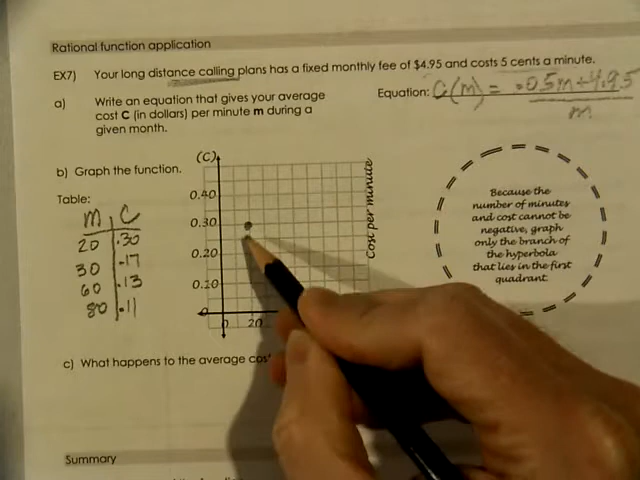 Rational function application
EX7) Your long distance calling plans has a fixed monthly fee of $4.95 and costs 5 cents a minute.
a) Write an equation that gives your average
cost C (in dollars) per minute m during a
given month.
Equation: C(m) = .05m+4.95
m
b) Graph the function.
Table:
M C
20 .30
30 .17
60 .13
80 .11
(C)
0.40
0.30
0.20
0.10
0
20
Cost per minute
Because the
number of minutes
and cost cannot be
negative, graph
only the branch of
the hyperbola
that lies in the first
quadrant.
c) What happens to the average cos
Summary